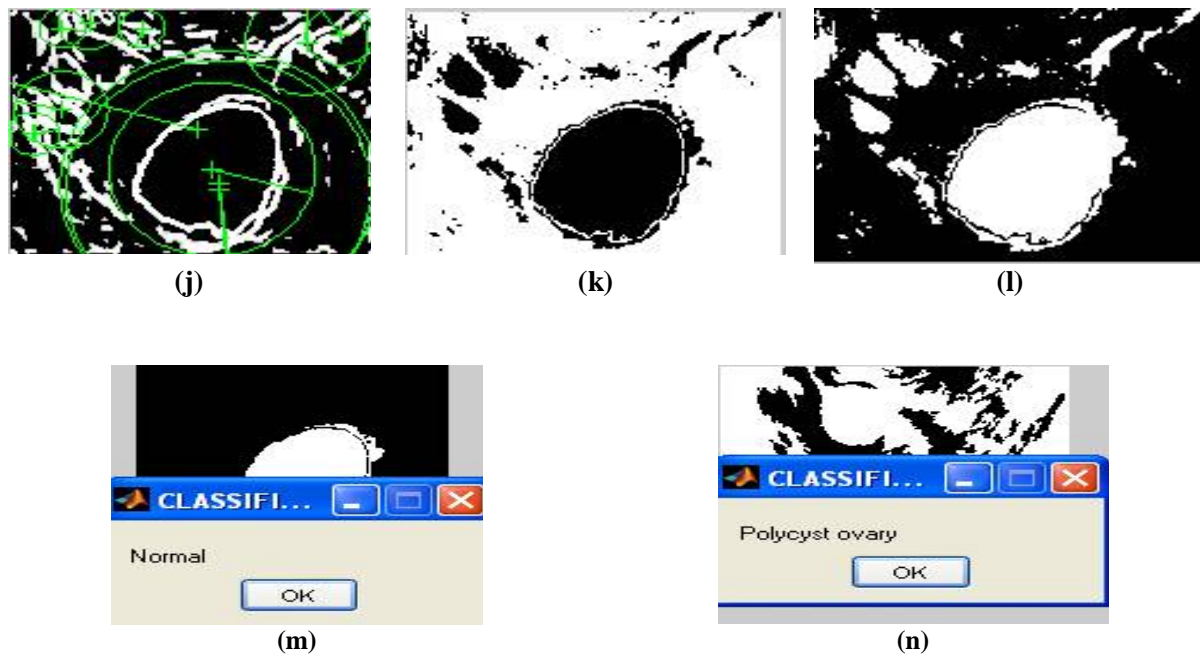 (j)
(k)
(l)
CLASSIFI...
Normal
OK
(m)
CLASSIFI...
Polycyst ovary
OK
(n)